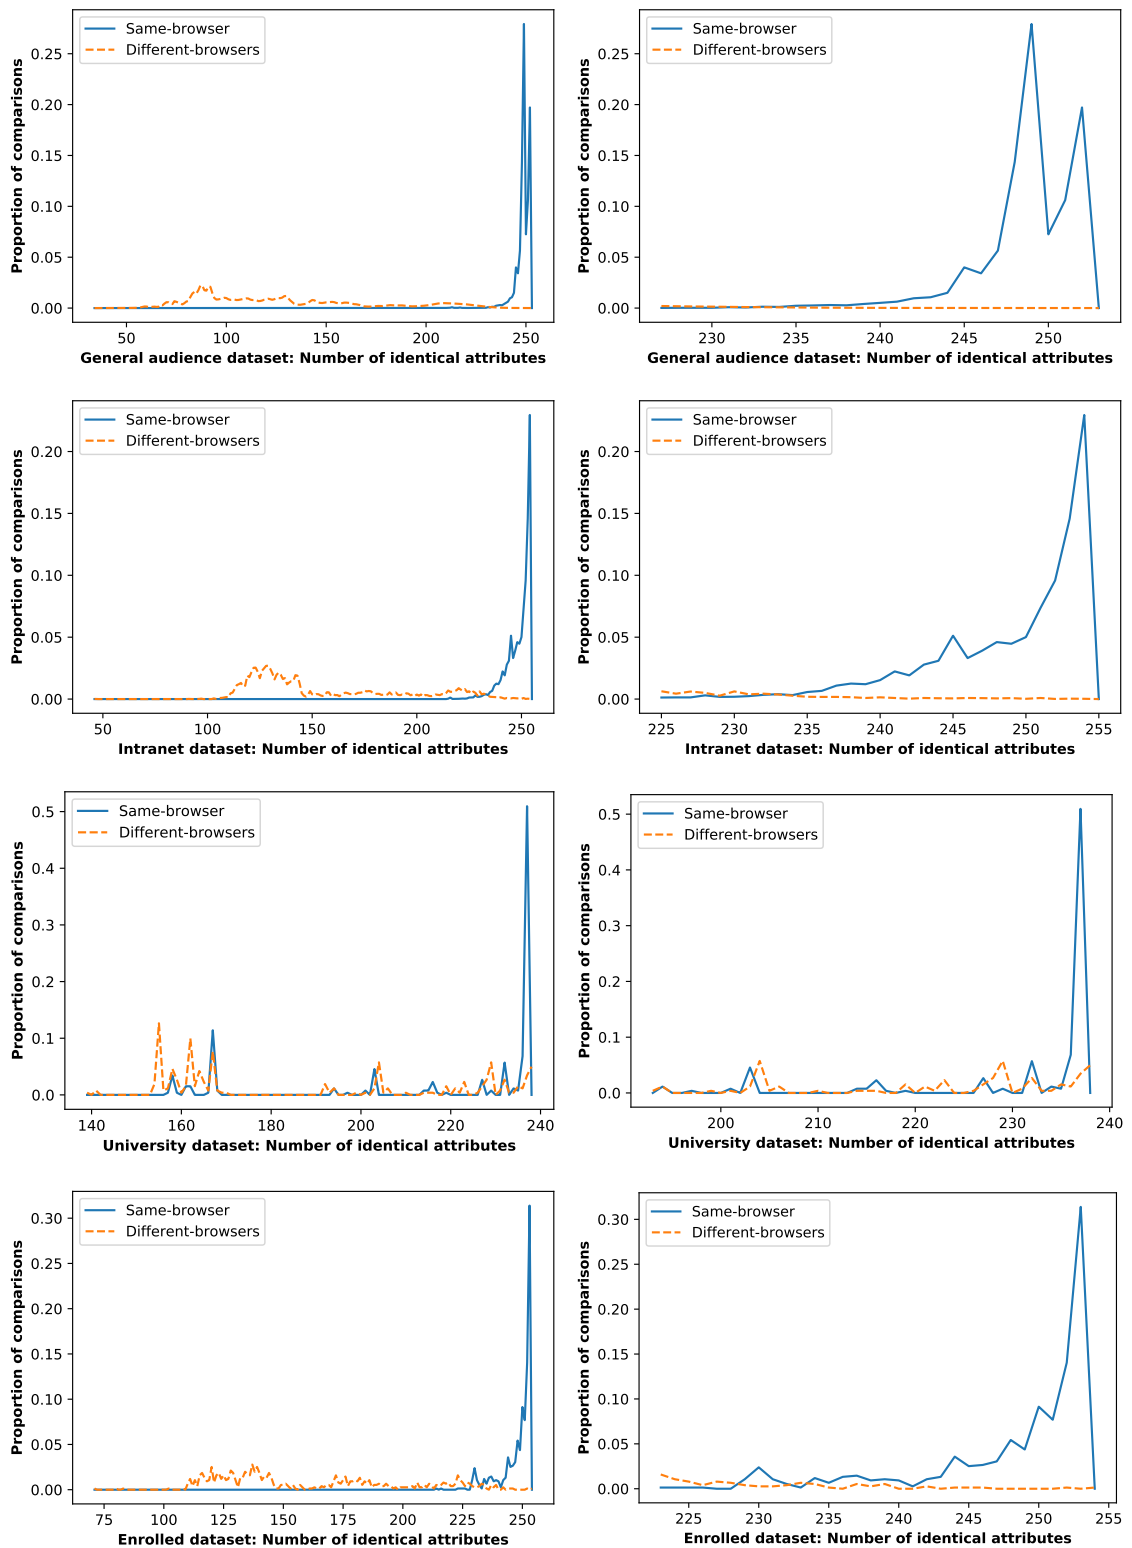 Same-browser
Different-browsers
Proportion of comparisons
0.25
0.20
0.15
0.10
0.05
0.00
50 100 150 200 250
General audience dataset: Number of identical attributes
Same-browser
Different-browsers
Proportion of comparisons
0.25
0.20
0.15
0.10
0.05
0.00
230 235 240 245 250
General audience dataset: Number of identical attributes
Same-browser
Different-browsers
Proportion of comparisons
0.20
0.15
0.10
0.05
0.00
50 100 150 200 250
Intranet dataset: Number of identical attributes
Same-browser
Different-browsers
Proportion of comparisons
0.20
0.15
0.10
0.05
0.00
225 230 235 240 245 250 255
Intranet dataset: Number of identical attributes
Same-browser
Different-browsers
Proportion of comparisons
0.5
0.4
0.3
0.2
0.1
0.0
140 160 180 200 220 240
University dataset: Number of identical attributes
Same-browser
Different-browsers
Proportion of comparisons
0.5
0.4
0.3
0.2
0.1
0.0
200 210 220 230 240
University dataset: Number of identical attributes
Same-browser
Different-browsers
Proportion of comparisons
0.30
0.25
0.20
0.15
0.10
0.05
0.00
75 100 125 150 175 200 225 250
Enrolled dataset: Number of identical attributes
Same-browser
Different-browsers
Proportion of comparisons
0.30
0.25
0.20
0.15
0.10
0.05
0.00
225 230 235 240 245 250 255
Enrolled dataset: Number of identical attributes